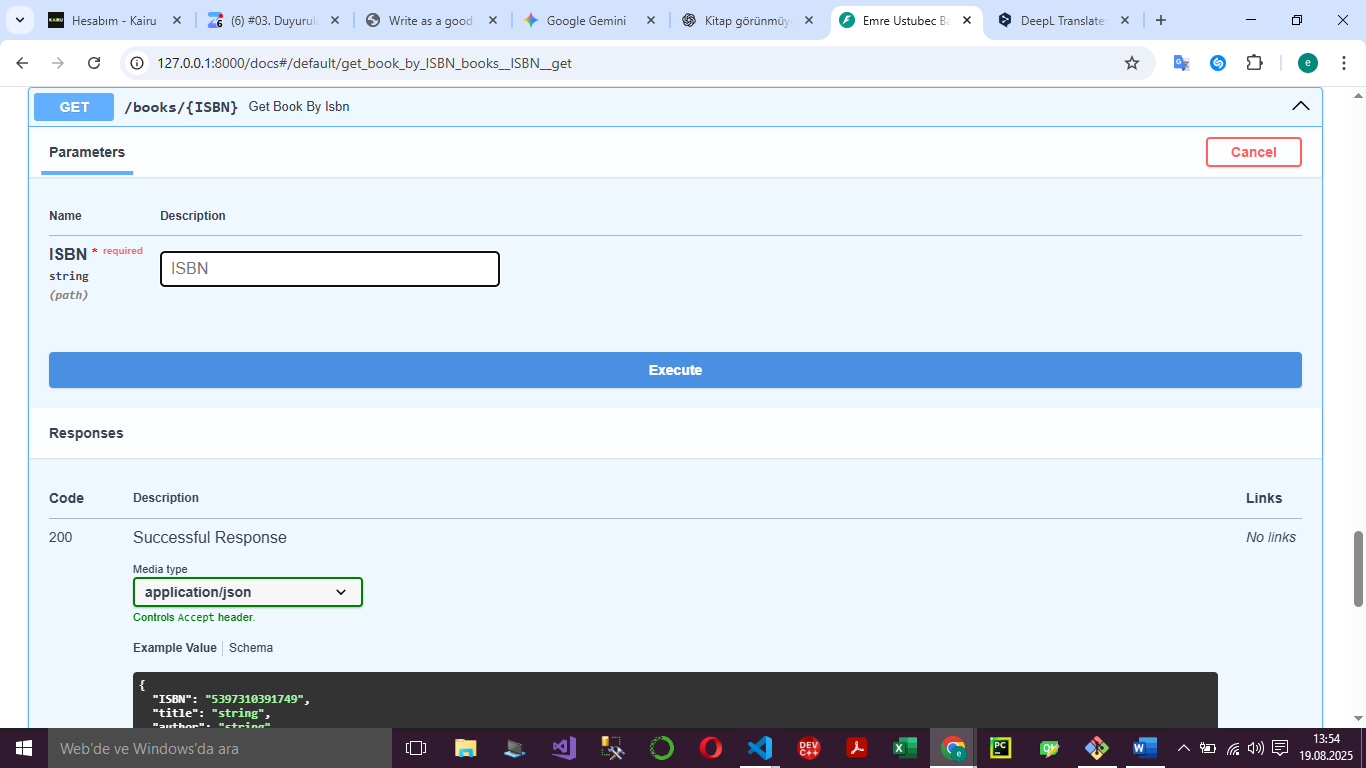 Hesabım - Kairu
(6) #03. Duyurul
Write as a good
Google Gemini
Kitap görünmüy
Emre Ustubec Ba
DeepL Translate
127.0.0.1:8000/docs#/default/get_book_by_ISBN_books__ISBN__get
GET /books/{ISBN} Get Book By Isbn
Parameters
Cancel
Name Description
ISBN * required
string
(path)
ISBN
Execute
Responses
Code Description Links
200 Successful Response No links
Media type
application/json
Controls Accept header.
Example Value Schema
{
"ISBN": "5397310391749",
"title": "string",
"author": "string",
Web'de ve Windows'da ara
13:54
19.08.2025